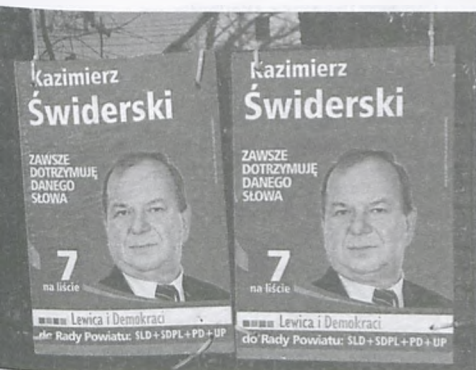 Kazimierz
Świderski
ZAWSZE
DOTRZYMUJĘ
DANEGO
SŁOWA
7
na liście
Lewica i Demokraci
do Rady Powiatu: SLD+SDPL+PD+UP
Kazimierz
Świderski
ZAWSZE
DOTRZYMUJĘ
DANEGO
SŁOWA
7
na liście
Lewica i Demokraci
do Rady Powiatu: SLD+SDPL+PD+UP